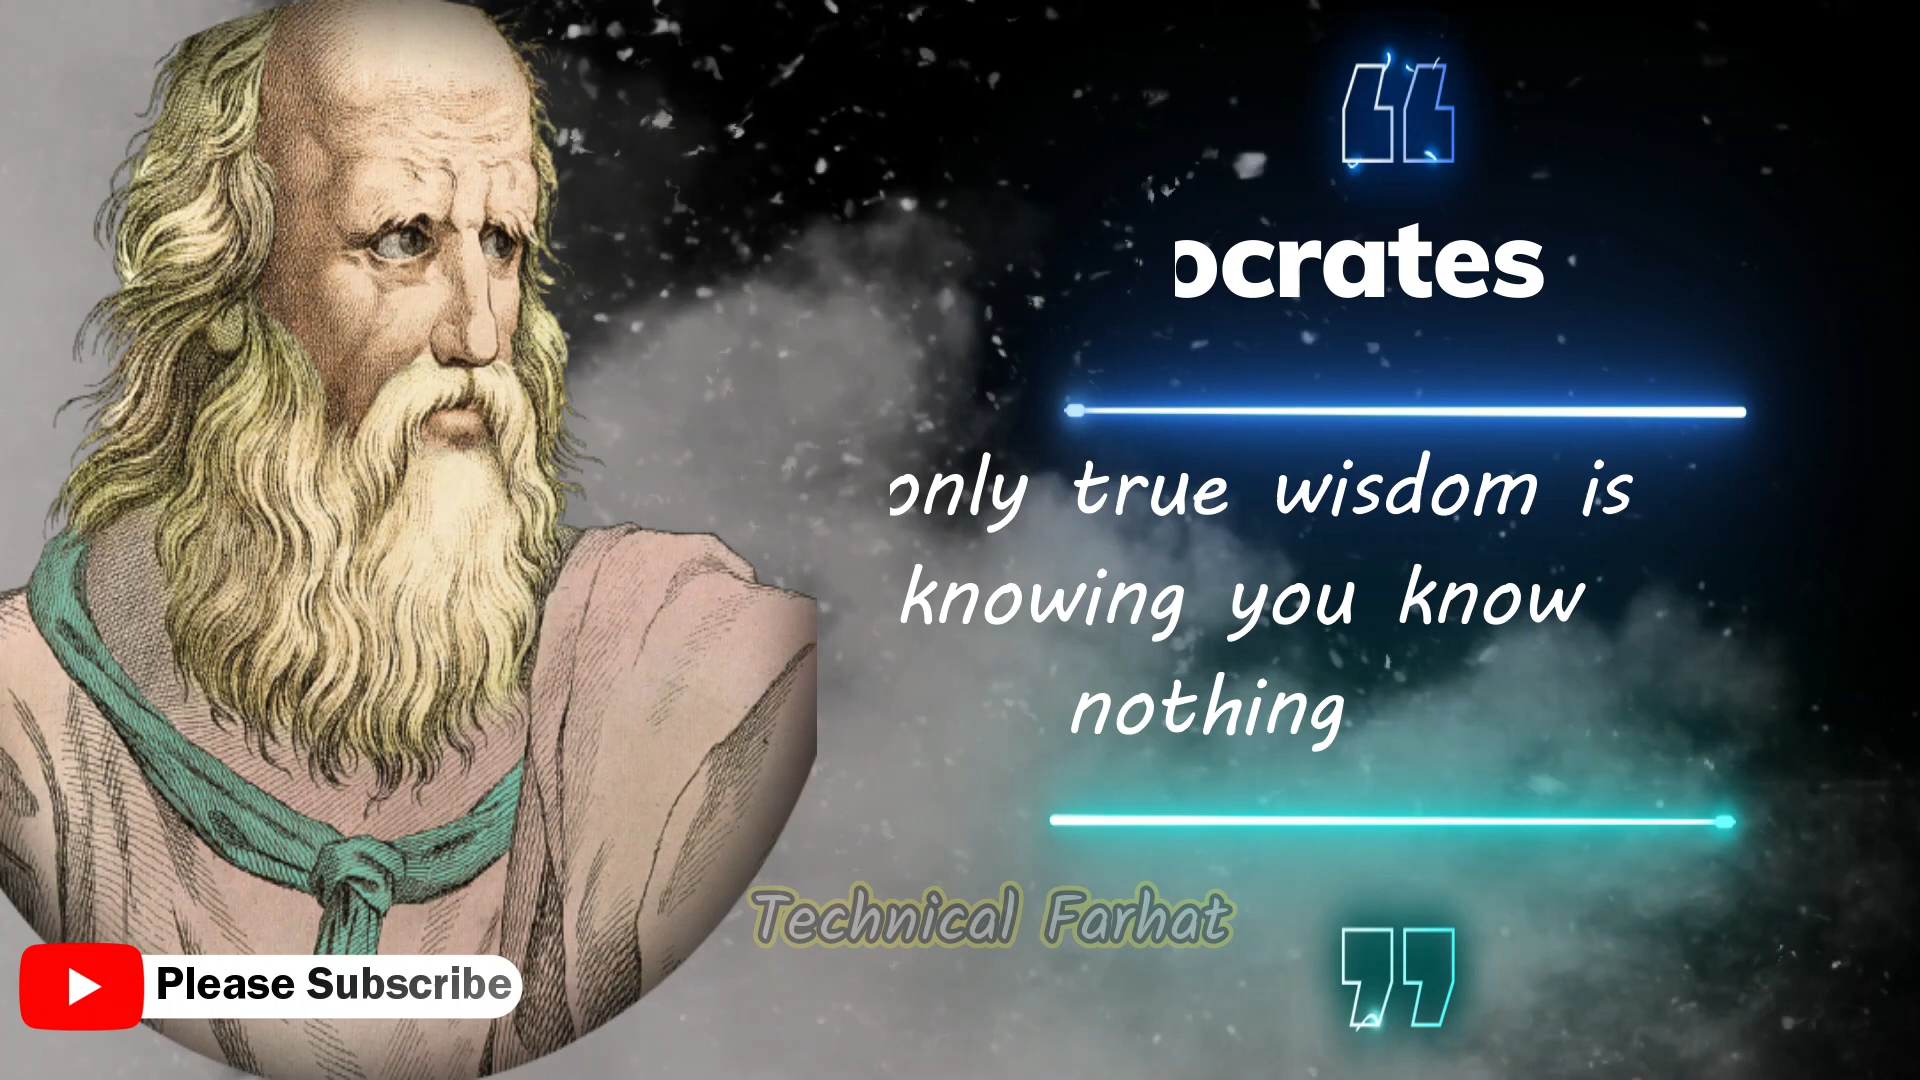 ocrates
only true wisdom is
knowing you know
nothing
Technical Farhat
Please Subscribe